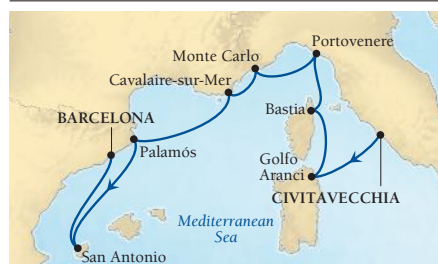 Portovenere
Monte Carlo
Cavalaire-sur-Mer
Bastia
BARCELONA
Palamós
Golfo
Aranci
CIVITAVECCHIA
Mediterranean
Sea
San Antonio